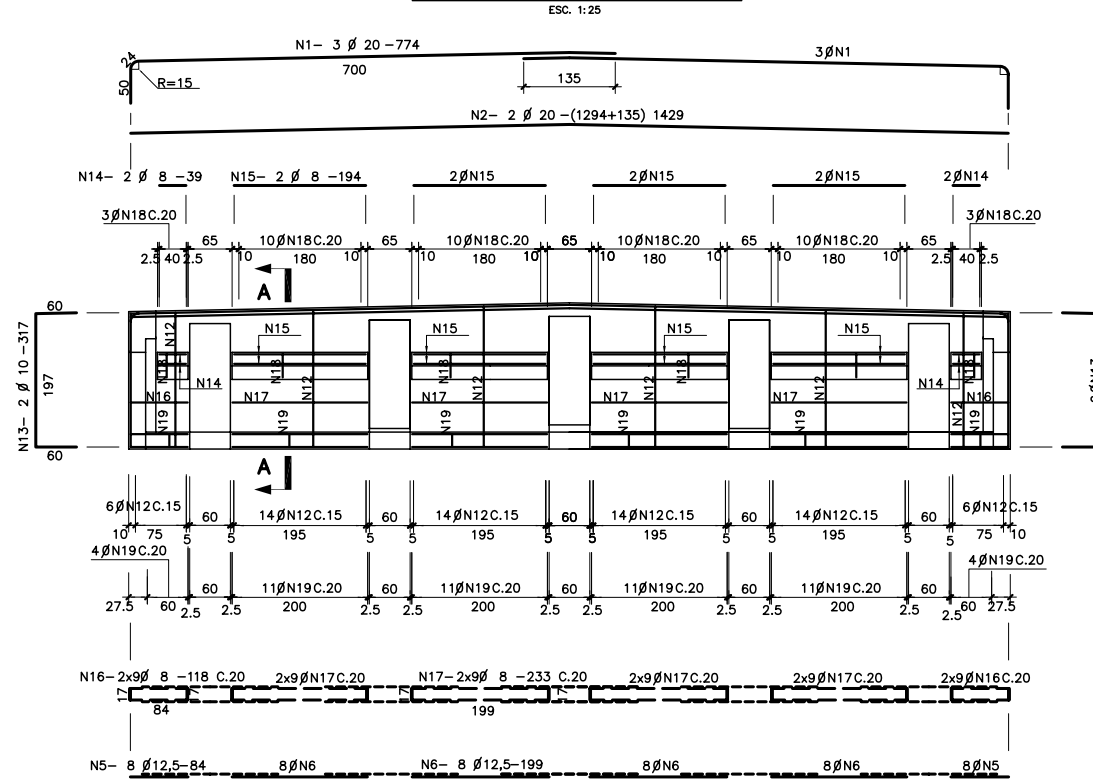 ESC. 1:25
N1- 3 Ø 20 -774
3ØN1
24
700
50
R=15
135
N2- 2 Ø 20 -(1294+135) 1429
N14- 2 Ø 8 -39
N15- 2 Ø 8 -194
2ØN15
2ØN15
2ØN15
2ØN14
3ØN18C.20
3ØN18C.20
65
10ØN18C.20
65
10ØN18C.20
65
10ØN18C.20
65
10ØN18C.20
65
2.5
40
2.5
10
180
10
10
180
10
10
180
10
10
180
10
2.5
40
2.5
A
60
N13- 2 Ø 10 -317
197
60
N12
N15
N15
N15
N15
N18
N18
N18
N18
N18
N14
N14
N12
N12
N12
N12
N12
N16
N17
N17
N17
N17
N16
N19
N19
N19
N19
N19
A
6ØN12C.15
60
14ØN12C.15
60
14ØN12C.15
60
14ØN12C.15
60
14ØN12C.15
60
6ØN12C.15
10
75
5
5
195
5
5
195
5
5
195
5
5
195
5
5
75
10
4ØN19C.20
4ØN19C.20
60
11ØN19C.20
60
11ØN19C.20
60
11ØN19C.20
60
11ØN19C.20
60
27.5
60
2.5
2.5
200
2.5
2.5
200
2.5
2.5
200
2.5
2.5
200
2.5
2.5
60
27.5
N16-2x9Ø 8 -118 C.20
2x9ØN17C.20
N17-2x9Ø 8 -233 C.20
2x9ØN17C.20
2x9ØN17C.20
2x9ØN16C.20
17
17
17
17
84
199
N5- 8 Ø12,5-84
8ØN6
N6- 8 Ø12,5-199
8ØN6
8ØN6
8ØN5